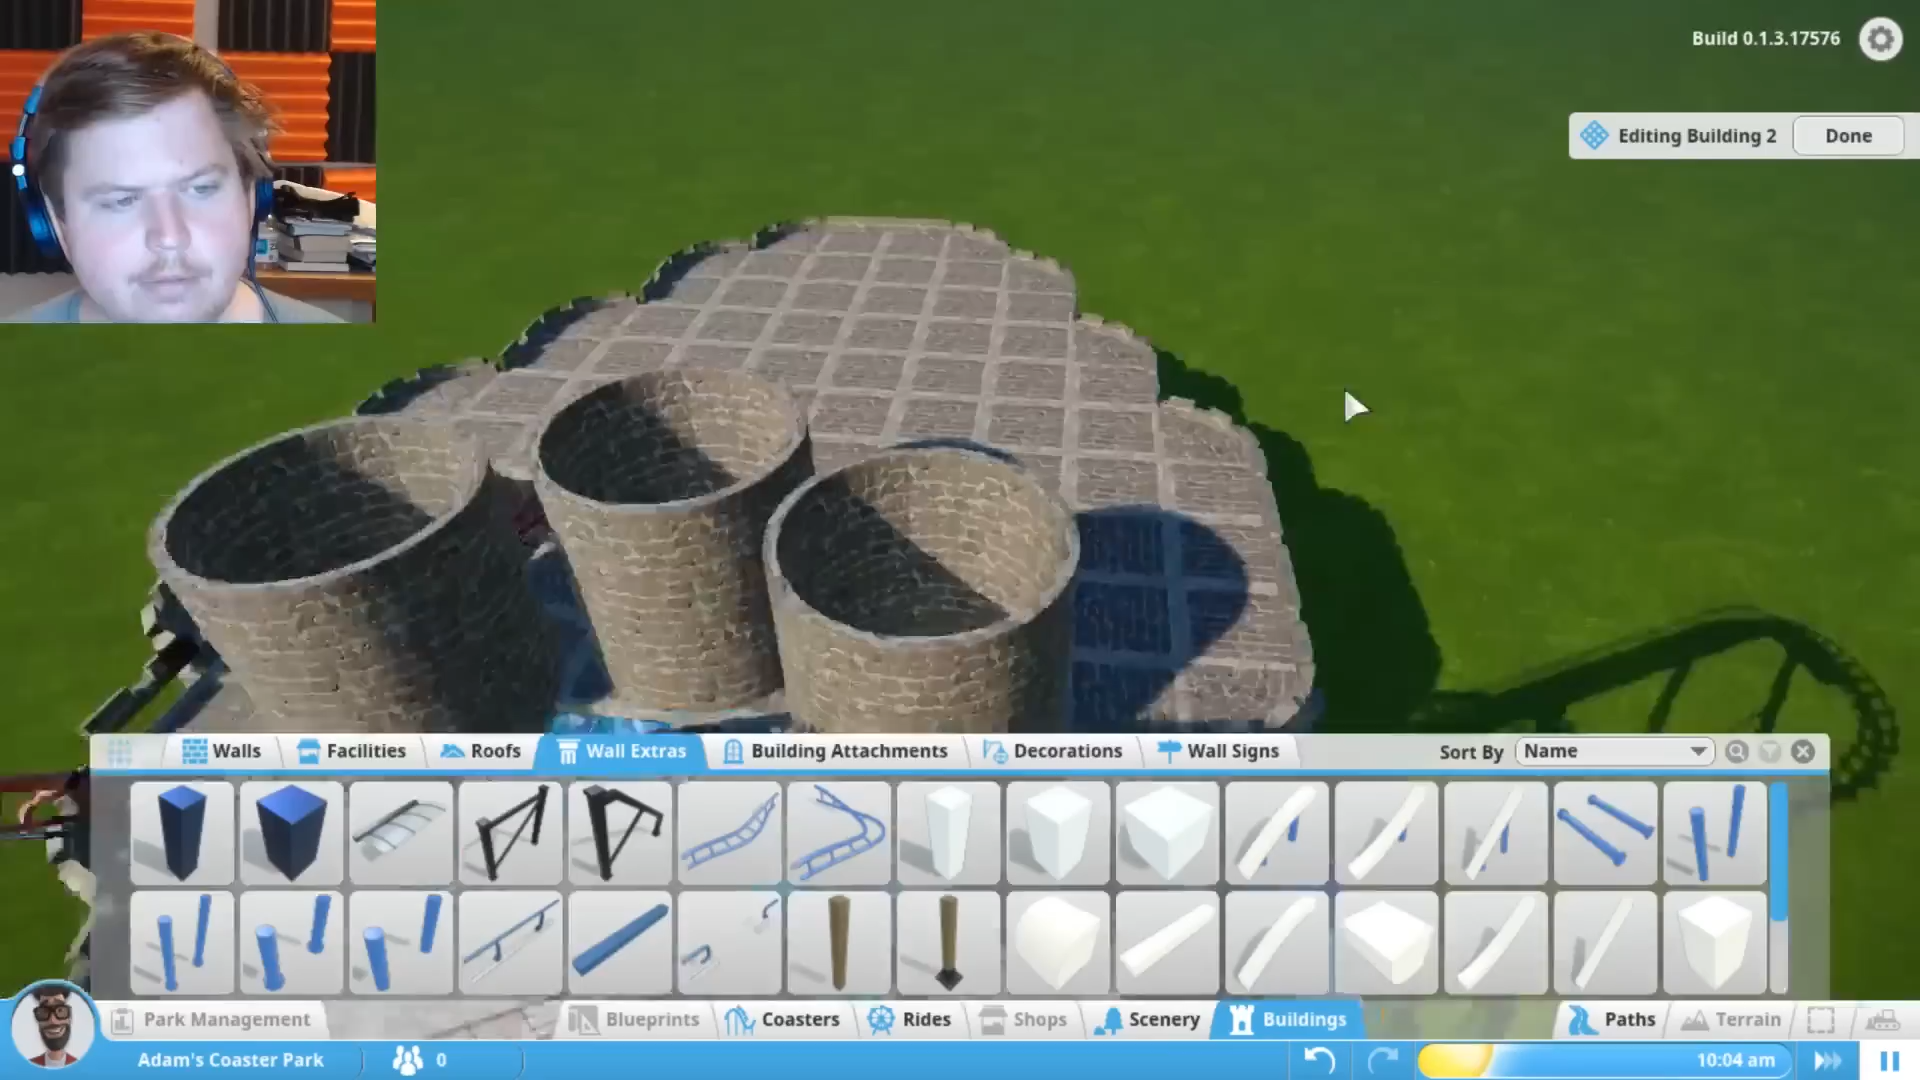 Build 0.1.3.17576
Editing Building 2
Done
Walls
Facilities
Roofs
Wall Extras
Building Attachments
Decorations
Wall Signs
Sort By
Name
Park Management
Blueprints
Coasters
Rides
Shops
Scenery
Buildings
Paths
Terrain
Adam's Coaster Park
0
10:04 am